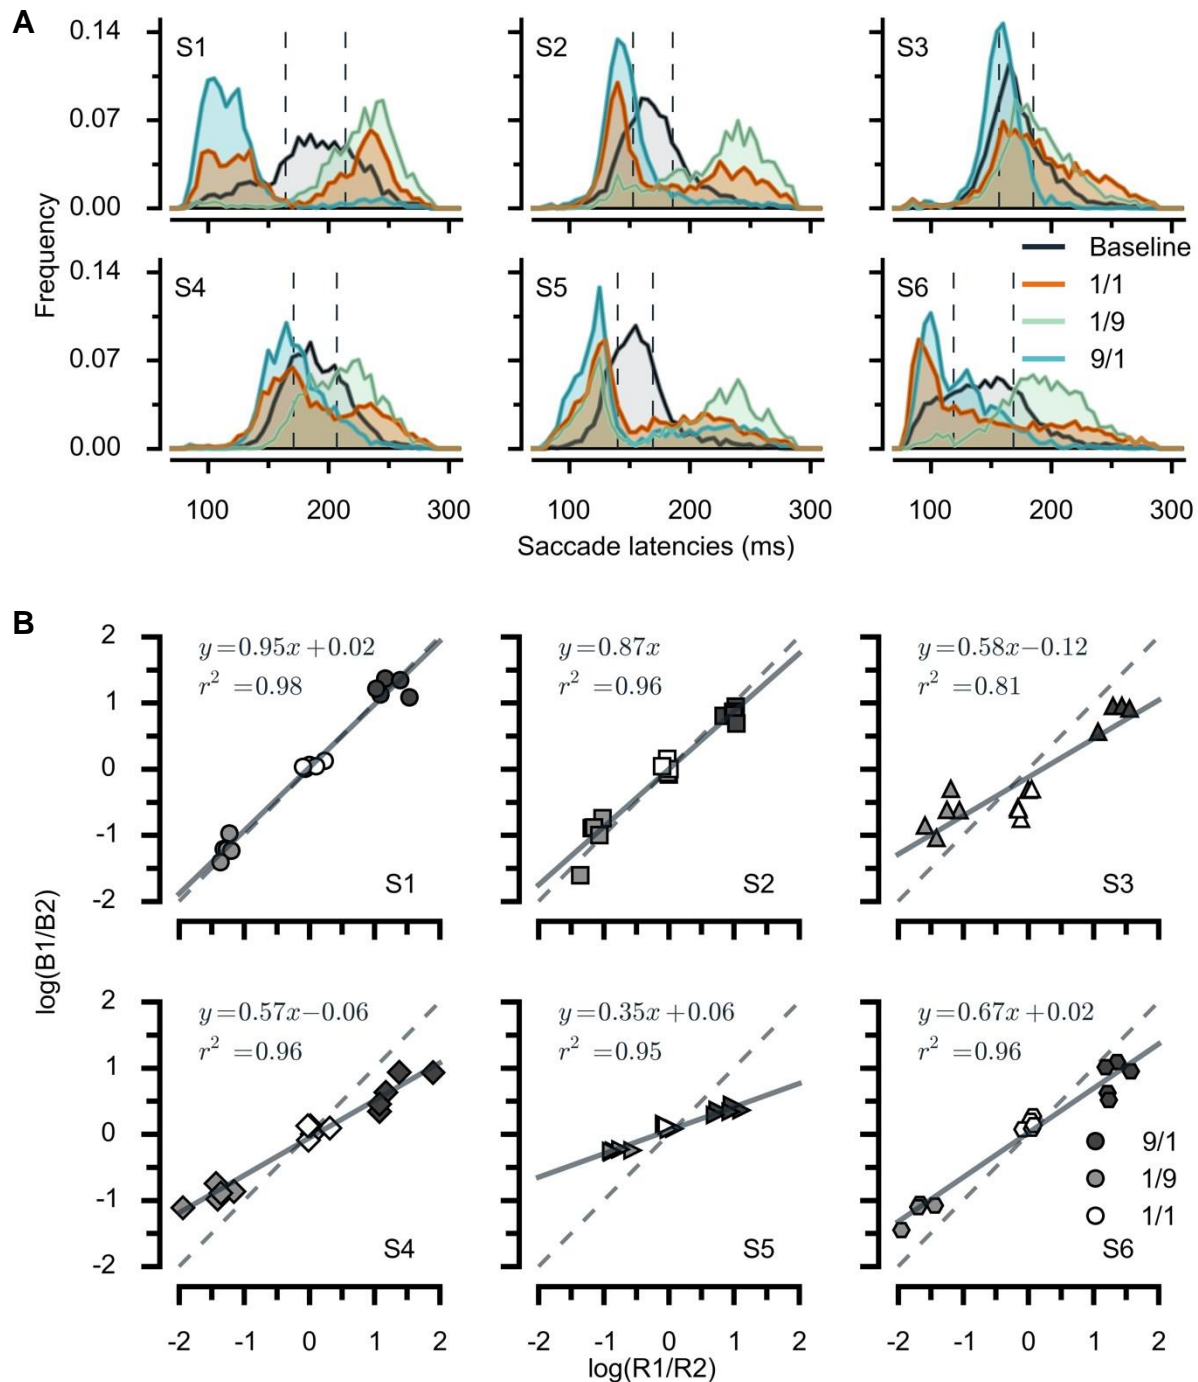 A
Frequency
0.14
0.07
0.00
S1
S2
S3
0.14
0.07
0.00
S4
S5
S6
Baseline
1/1
1/9
9/1
100 200 300
100 200 300
100 200 300
Saccade latencies (ms)
B
log(B1/B2)
2
1
0
-1
-2
y=0.95x+0.02
r² =0.98
S1
y=0.87x
r² =0.96
S2
y=0.58x−0.12
r² =0.81
S3
2
1
0
-1
-2
y=0.57x−0.06
r² =0.96
S4
y=0.35x+0.06
r² =0.95
S5
y=0.67x+0.02
r² =0.96
9/1
1/9
1/1
S6
-2 -1 0 1 2
-2 -1 0 1 2
-2 -1 0 1 2
log(R1/R2)